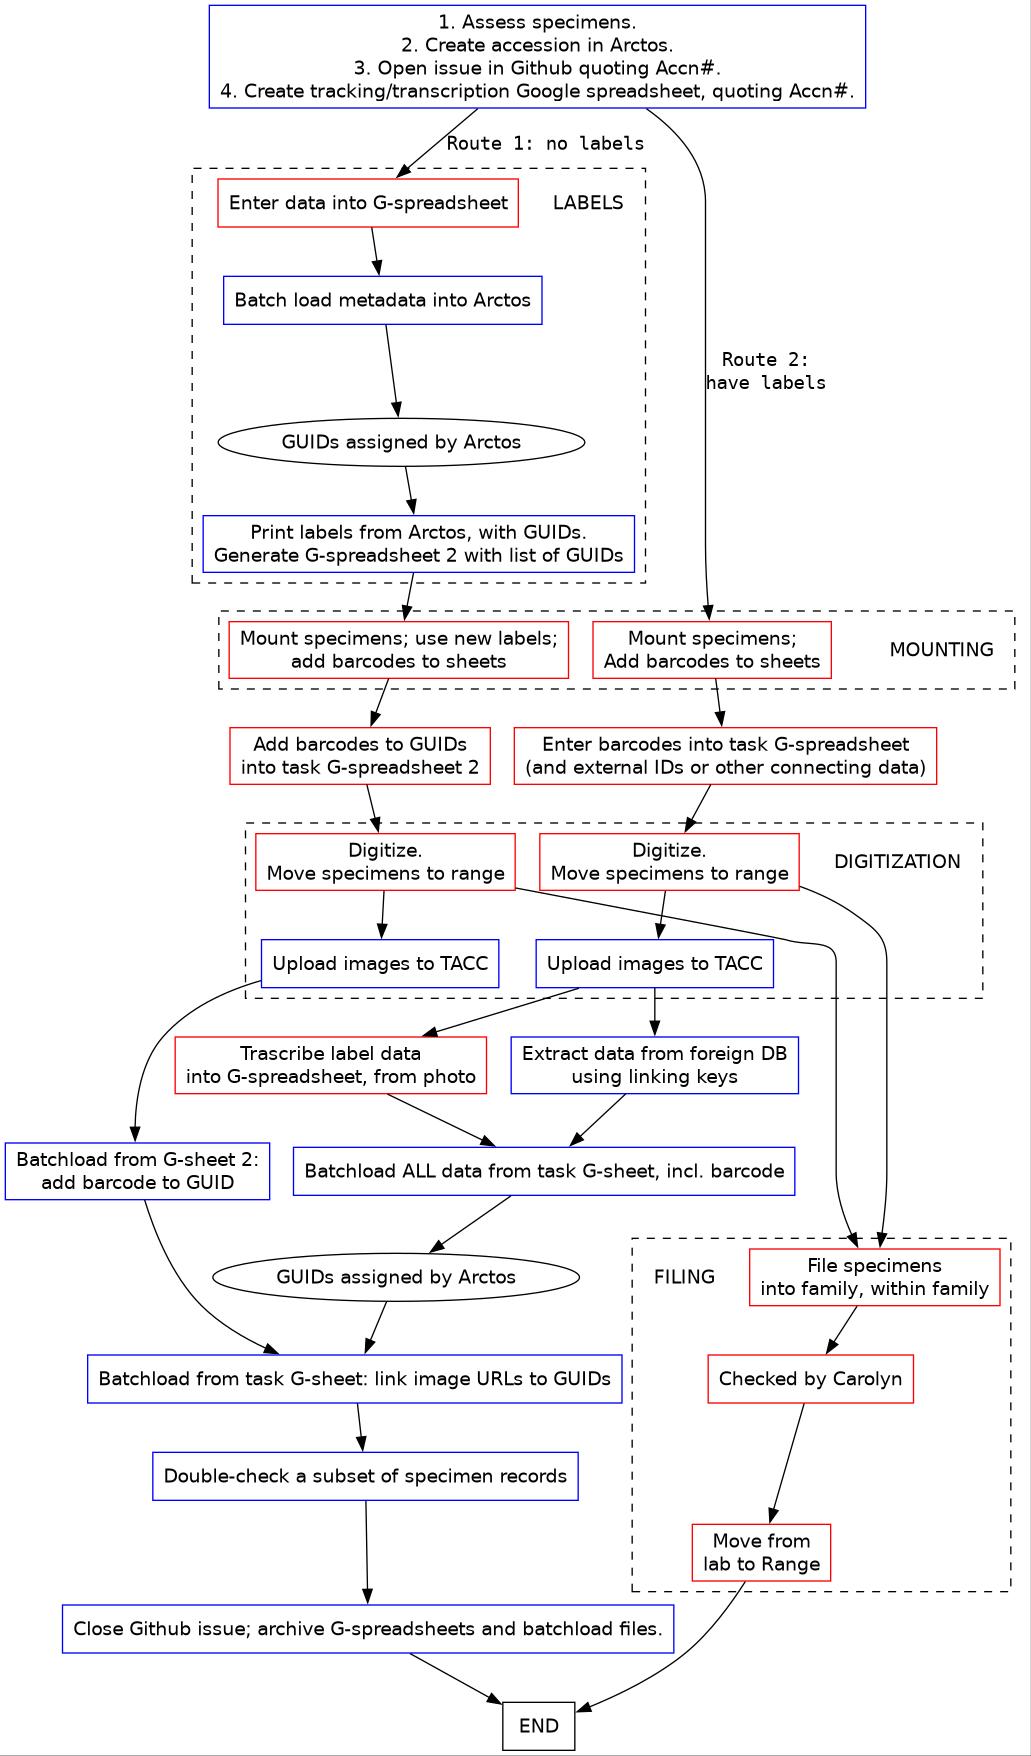 1. Assess specimens.
2. Create accession in Arctos.
3. Open issue in Github quoting Accn#.
4. Create tracking/transcription Google spreadsheet, quoting Accn#.
Route 1: no labels
Enter data into G-spreadsheet
LABELS
Batch load metadata into Arctos
Route 2:
have labels
GUIDs assigned by Arctos
Print labels from Arctos, with GUIDs.
Generate G-spreadsheet 2 with list of GUIDs
Mount specimens; use new labels;
add barcodes to sheets
Mount specimens;
Add barcodes to sheets
MOUNTING
Add barcodes to GUIDs
into task G-spreadsheet 2
Enter barcodes into task G-spreadsheet
(and external IDs or other connecting data)
Digitize.
Move specimens to range
Digitize.
Move specimens to range
DIGITIZATION
Upload images to TACC
Upload images to TACC
Trascribe label data
into G-spreadsheet, from photo
Extract data from foreign DB
using linking keys
Batchload from G-sheet 2:
add barcode to GUID
Batchload ALL data from task G-sheet, incl. barcode
GUIDs assigned by Arctos
FILING
File specimens
into family, within family
Batchload from task G-sheet: link image URLs to GUIDs
Checked by Carolyn
Double-check a subset of specimen records
Move from
lab to Range
Close Github issue; archive G-spreadsheets and batchload files.
END